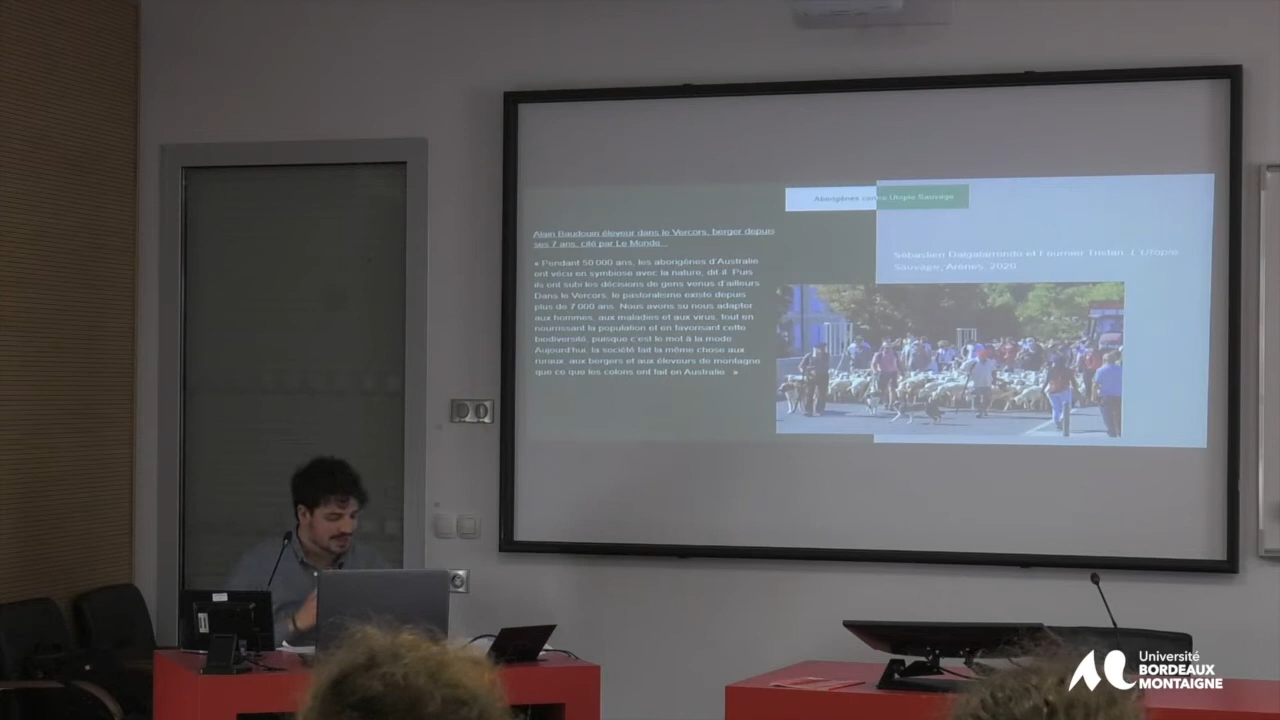 Aborigènes contre Utopie Sauvage
Alain Baudouin éleveur dans le Vercors, berger depuis
ses 7 ans, cité par Le Monde...
« Pendant 50 000 ans, les aborigènes d'Australie
ont vécu en symbiose avec la nature, dit-il. Puis
ils ont subi les décisions de gens venus d'ailleurs
Dans le Vercors, le pastoralisme existe depuis
plus de 7 000 ans. Nous avons su nous adapter
aux hommes, aux maladies et aux virus, tout en
nourrissant la population et en favorisant cette
biodiversité, puisque c'est le mot à la mode
Aujourd'hui, la société fait la même chose aux
ruraux, aux bergers et aux éleveurs de montagne
que ce que les colons ont fait en Australie. »
Sébastien Dalgalarrondo et Fournier Tristan, L'Utopie
Sauvage, Arènes, 2020
Université
BORDEAUX
MONTAIGNE